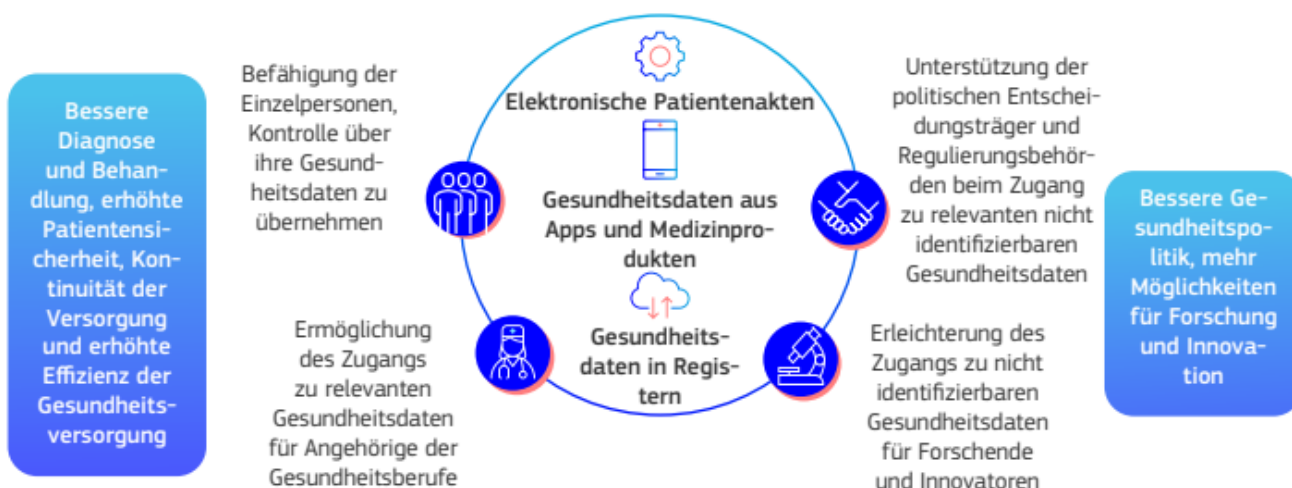 Bessere
Diagnose
und Behan-
dlung, erhöhte
Patientensi-
cherheit, Kon-
tinuität der
Versorgung
und erhöhte
Effizienz der
Gesundheits-
versorgung
Befähigung der
Einzelpersonen,
Kontrolle über
ihre Gesund-
heitsdaten zu
übernehmen
Ermöglichung
des Zugangs
zu relevanten
Gesundheitsdaten
für Angehörige der
Gesundheitsberufe
Elektronische Patientenakten
Gesundheitsdaten aus
Apps und Medizinpro-
dukten
Gesundheits-
daten in Regis-
tern
Unterstützung der
politischen Entschei-
dungsträger und
Regulierungsbehör-
den beim Zugang
zu relevanten nicht
identifizierbaren
Gesundheitsdaten
Erleichterung des
Zugangs zu nicht
identifizierbaren
Gesundheitsdaten
für Forschende
und Innovatoren
Bessere Ge-
sundheitspo-
litik, mehr
Möglichkeiten
für Forschung
und Innova-
tion